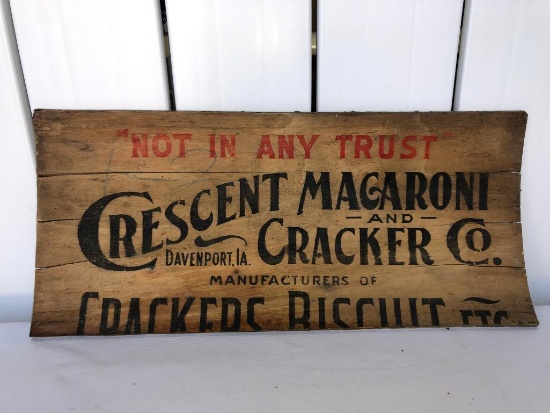 "NOT IN ANY TRUST"
CRESCENT MACARONI
—AND—
DAVENPORT, IA. CRACKER CO.
MANUFACTURERS OF
CRACKERS, BISCUIT, ETC.